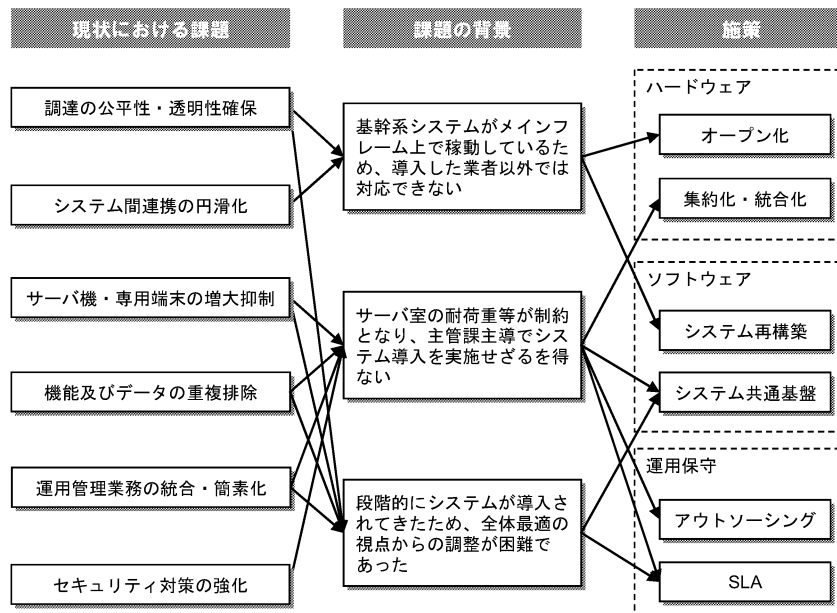 現状における課題
課題の背景
施策
調達の公平性・透明性確保
システム間連携の円滑化
サーバ機・専用端末の増大抑制
機能及びデータの重複排除
運用管理業務の統合・簡素化
セキュリティ対策の強化
基幹系システムがメインフ
レーム上で稼動しているた
め、導入した業者以外では
対応できない
サーバ室の耐荷重等が制約
となり、主管課主導でシス
テム導入を実施せざるを得
ない
段階的にシステムが導入さ
れてきたため、全体最適の
視点からの調整が困難で
あった
ハードウェア
オープン化
集約化・統合化
ソフトウェア
システム再構築
システム共通基盤
運用保守
アウトソーシング
SLA